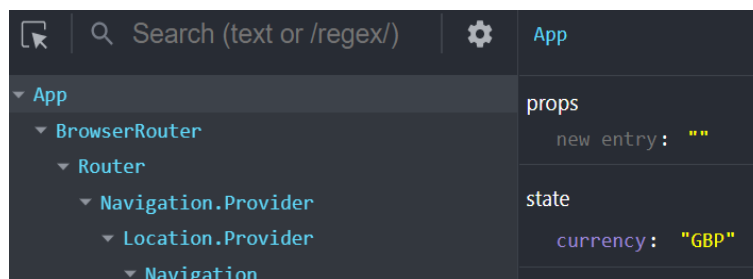 Search (text or /regex/)
App
BrowserRouter
Router
Navigation.Provider
Location.Provider
Navigation
App
props
new entry: ""
state
currency: "GBP"